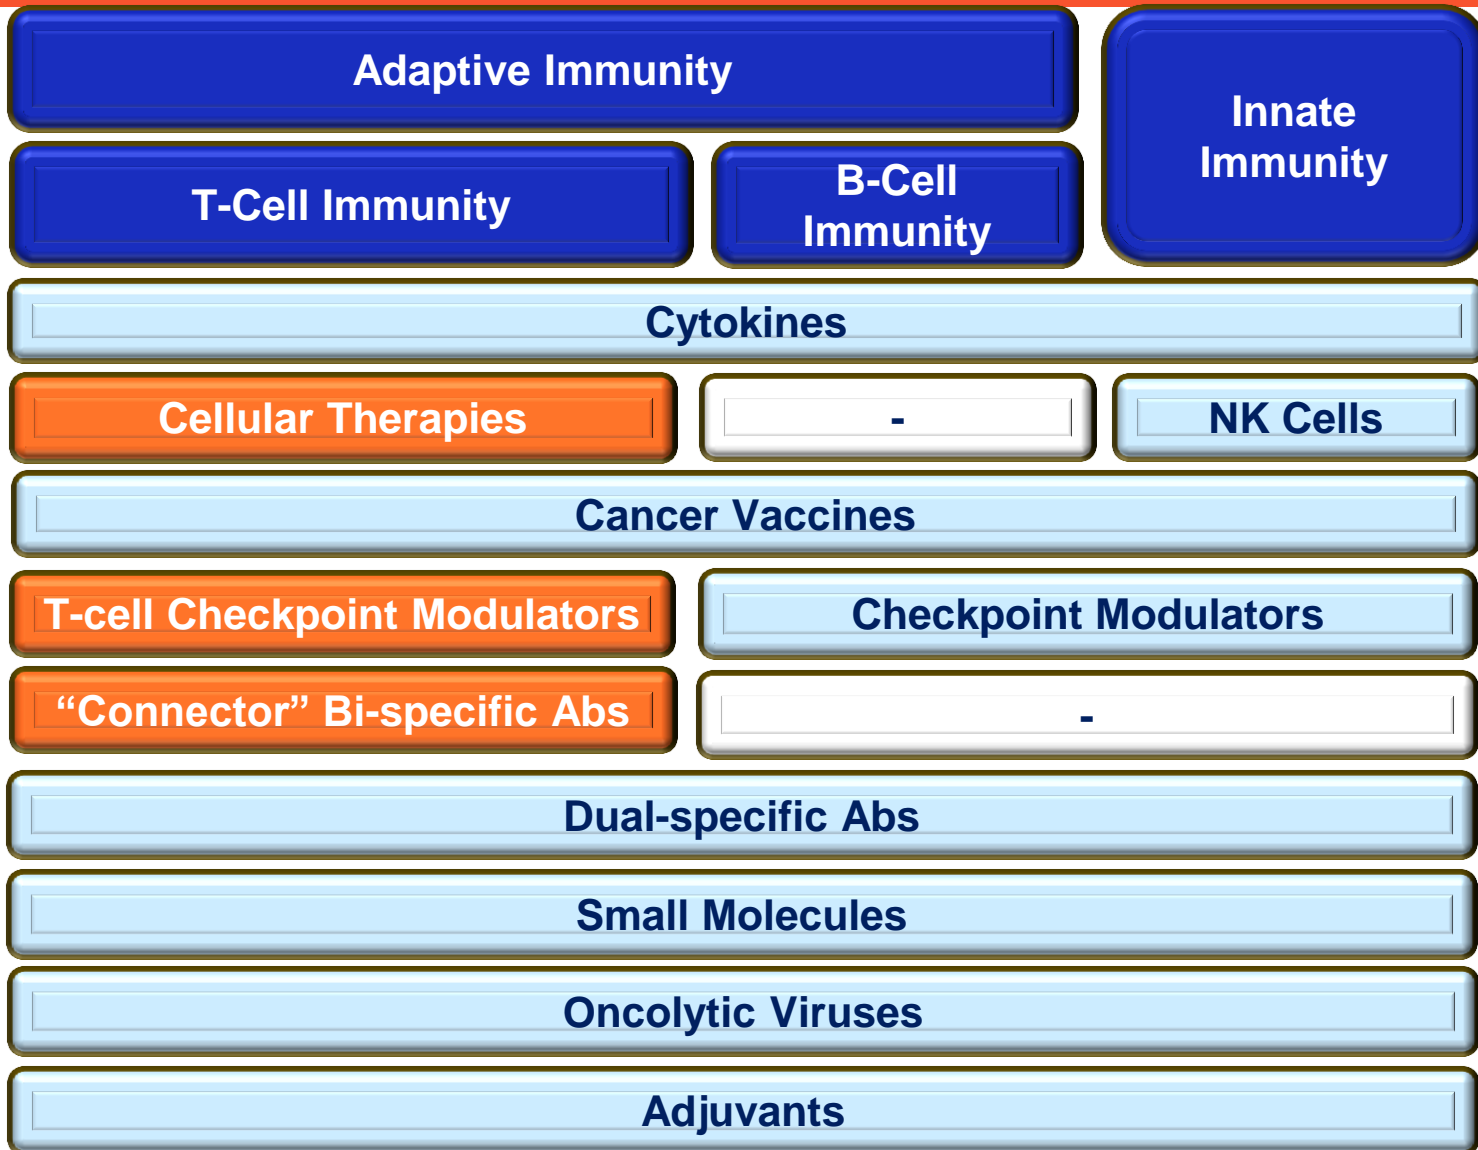 Adaptive Immunity
Innate
Immunity
T-Cell Immunity
B-Cell
Immunity
Cytokines
Cellular Therapies
-
NK Cells
Cancer Vaccines
T-cell Checkpoint Modulators
Checkpoint Modulators
“Connector” Bi-specific Abs
-
Dual-specific Abs
Small Molecules
Oncolytic Viruses
Adjuvants